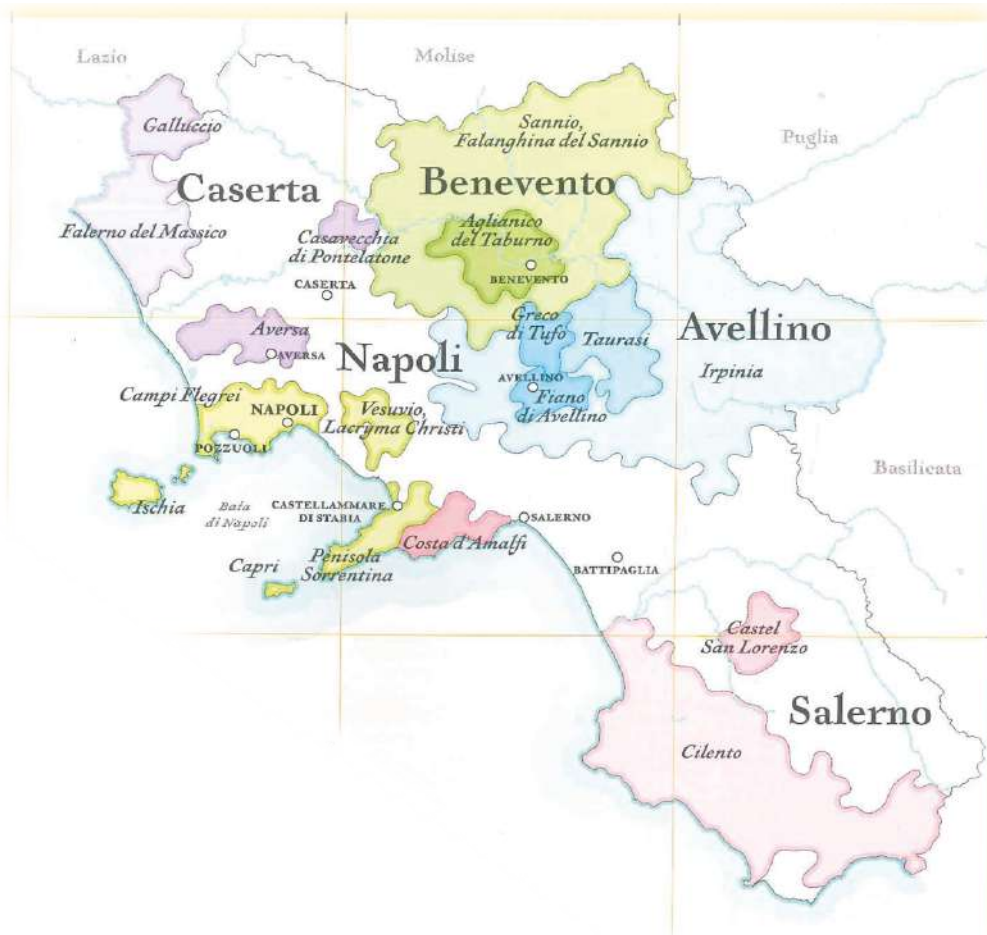 Lazio
Molise
Galluccio
Sannio,
Falanghina del Sannio
Puglia
Caserta
Benevento
Falerno del Massico
Casavecchia
di Pontelatone
Aglianico
del Taburno
BENEVENTO
CASERTA
Greco
di Tufo
Taurasi
Avellino
Aversa
AVERSA
Napoli
Irpinia
AVELLINO
Fiano
di Avellino
Campi Flegrei
NAPOLI
Vesuvio,
Lacryma Christi
POZZUOLI
Basilicata
Ischia
Baia
di Napoli
CASTELLAMMARE
DI STABIA
SALERNO
Costa d'Amalfi
Capri
Penisola
Sorrentina
BATTIPAGLIA
Castel
San Lorenzo
Salerno
Cilento